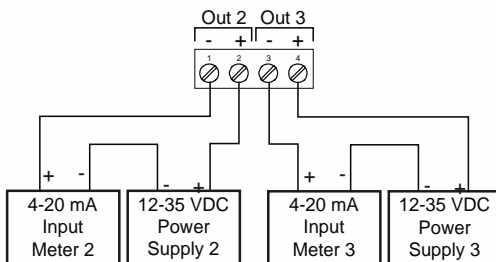 Out 2 Out 3
- + - +
1 2 3 4
+ - - + + - - +
4-20 mA
Input
Meter 2
12-35 VDC
Power
Supply 2
4-20 mA
Input
Meter 3
12-35 VDC
Power
Supply 3